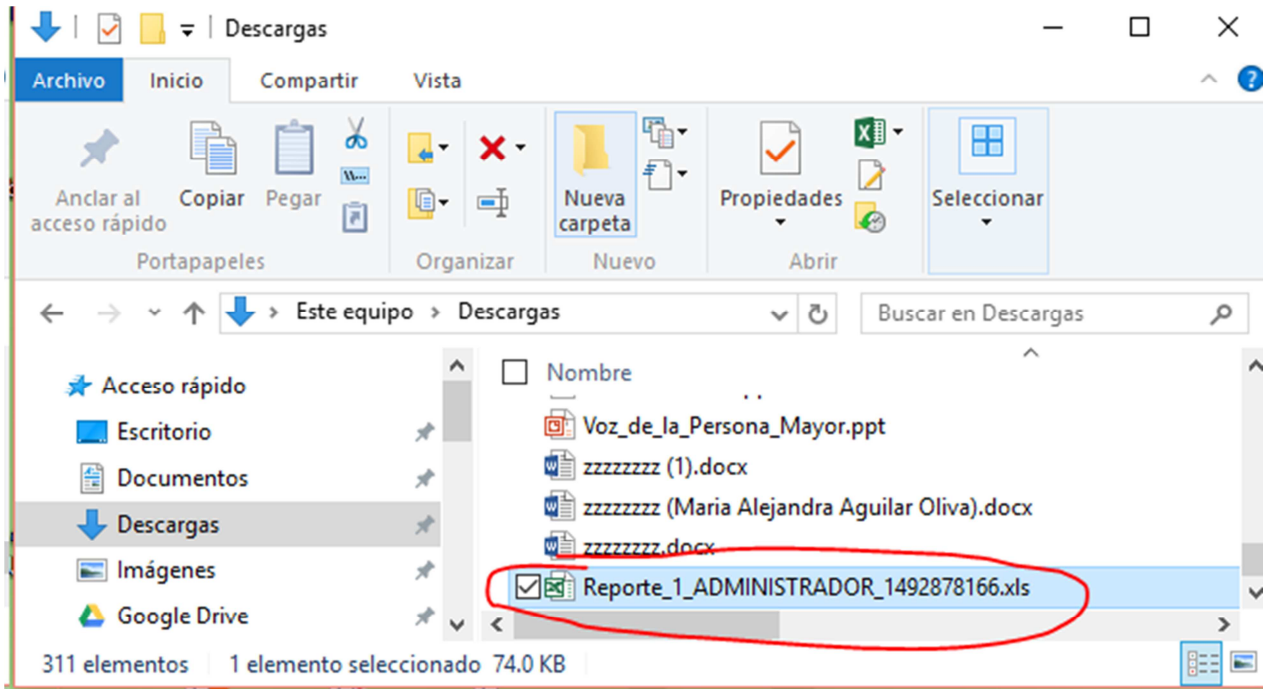 Descargas
Archivo Inicio Compartir Vista
Anclar al acceso rápido
Copiar
Pegar
Portapapeles
Organizar
Nueva carpeta
Nuevo
Propiedades
Abrir
Seleccionar
Este equipo > Descargas
Buscar en Descargas
Acceso rápido
Escritorio
Documentos
Descargas
Imágenes
Google Drive
Nombre
Voz_de_la_Persona_Mayor.ppt
zzzzzzzz (1).docx
zzzzzzzz (Maria Alejandra Aguilar Oliva).docx
zzzzzzzz.docx
Reporte_1_ADMINISTRADOR_1492878166.xls
311 elementos 1 elemento seleccionado 74.0 KB